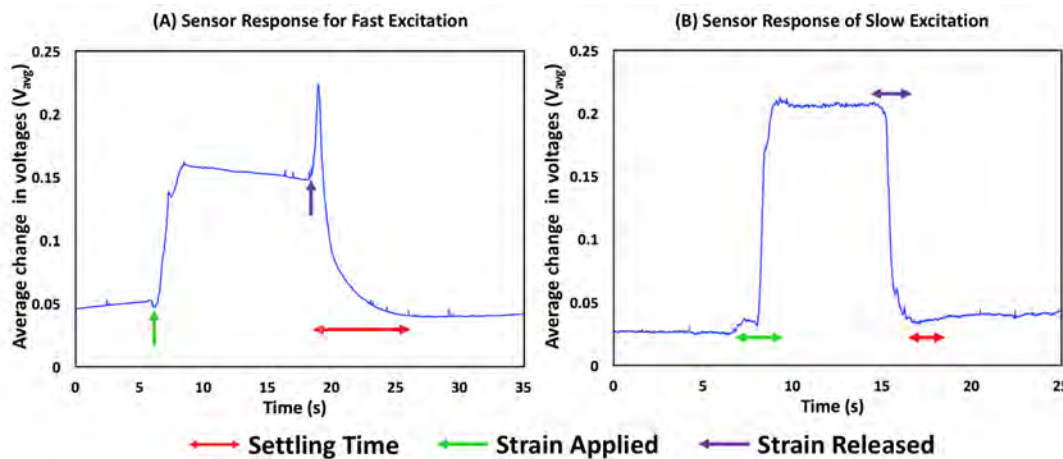 (A) Sensor Response for Fast Excitation
Average change in voltages (Vavg)
0.25
0.2
0.15
0.1
0.05
0
0 5 10 15 20 25 30 35
Time (s)
(B) Sensor Response of Slow Excitation
Average change in voltages (Vavg)
0.25
0.2
0.15
0.1
0.05
0
0 5 10 15 20 25
Time (s)
Settling Time Strain Applied Strain Released